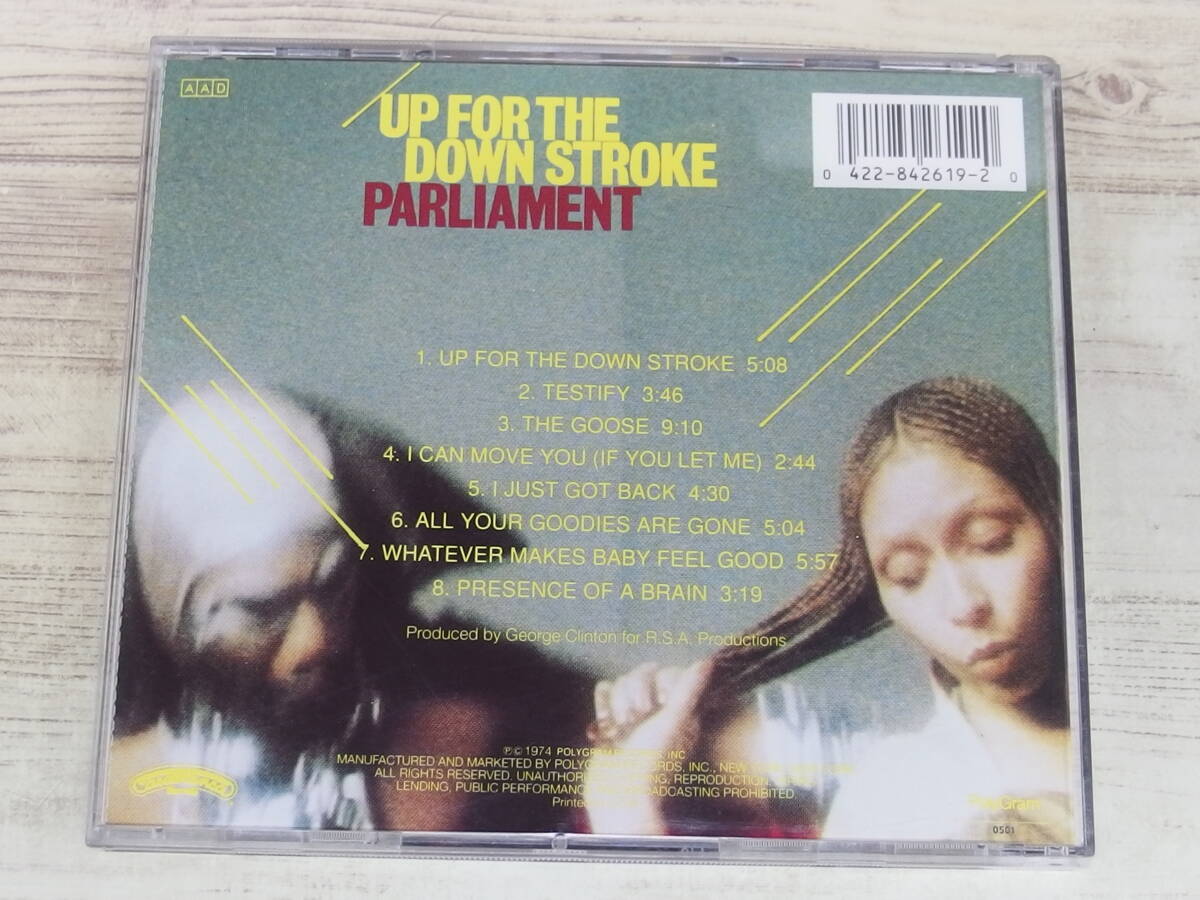 AAD
UP FOR THE
DOWN STROKE
PARLIAMENT
0 422-842619-2 0
1. UP FOR THE DOWN STROKE 5:08
2. TESTIFY 3:46
3. THE GOOSE 9:10
4. I CAN MOVE YOU (IF YOU LET ME) 2:44
5. I JUST GOT BACK 4:30
6. ALL YOUR GOODIES ARE GONE 5:04
7. WHATEVER MAKES BABY FEEL GOOD 5:57
8. PRESENCE OF A BRAIN 3:19
Produced by George Clinton for R.S.A. Productions
℗© 1974 POLYGRAM RECORDS INC
MANUFACTURED AND MARKETED BY POLYGRAM RECORDS, INC., NEW
ALL RIGHTS RESERVED. UNAUTHORIZED REPRODUCTION,
LENDING, PUBLIC PERFORMANCE AND BROADCASTING PROHIBITED.
Printed
PolyGram
0501